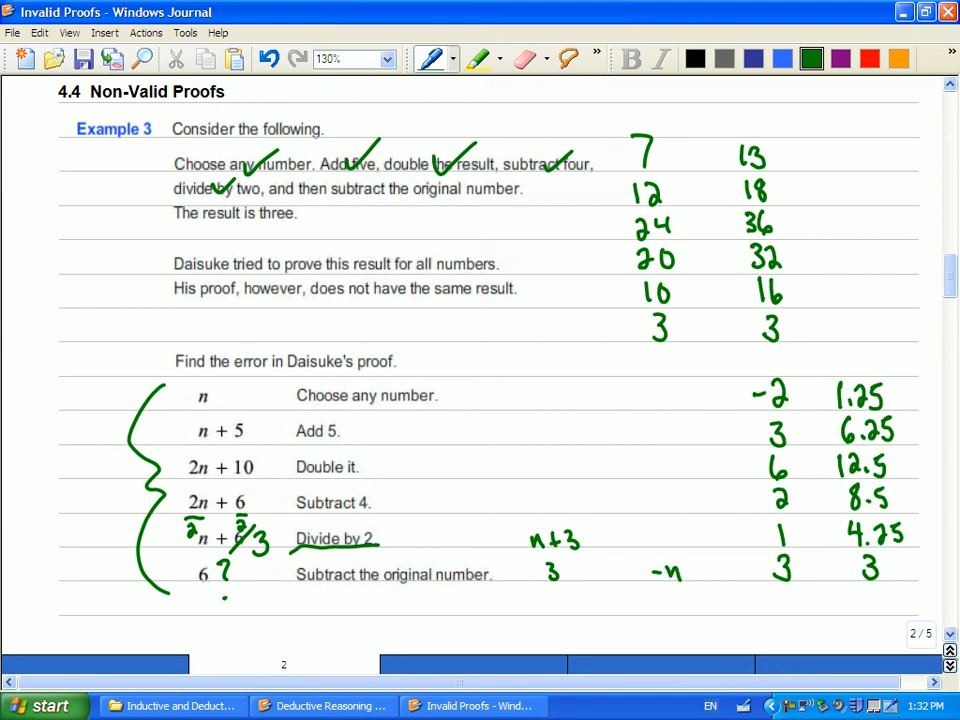 Invalid Proofs - Windows Journal
File Edit View Insert Actions Tools Help
130% B I
4.4 Non-Valid Proofs
Example 3 Consider the following.
Choose any number. Add five, double the result, subtract four,
divide by two, and then subtract the original number.
The result is three.
7 13
12 18
24 36
20 32
10 16
3 3
Daisuke tried to prove this result for all numbers.
His proof, however, does not have the same result.
Find the error in Daisuke's proof.
n Choose any number. -2 1.25
n + 5 Add 5. 3 6.25
2n + 10 Double it. 6 12.5
2n + 6 Subtract 4. 2 8.5
2 2
n + 6 3 Divide by 2. n+3 1 4.25
6 ? Subtract the original number. 3 -n 3 3
2 / 5
2
start Inductive and Deduct... Deductive Reasoning ... Invalid Proofs - Wind... EN 1:32 PM